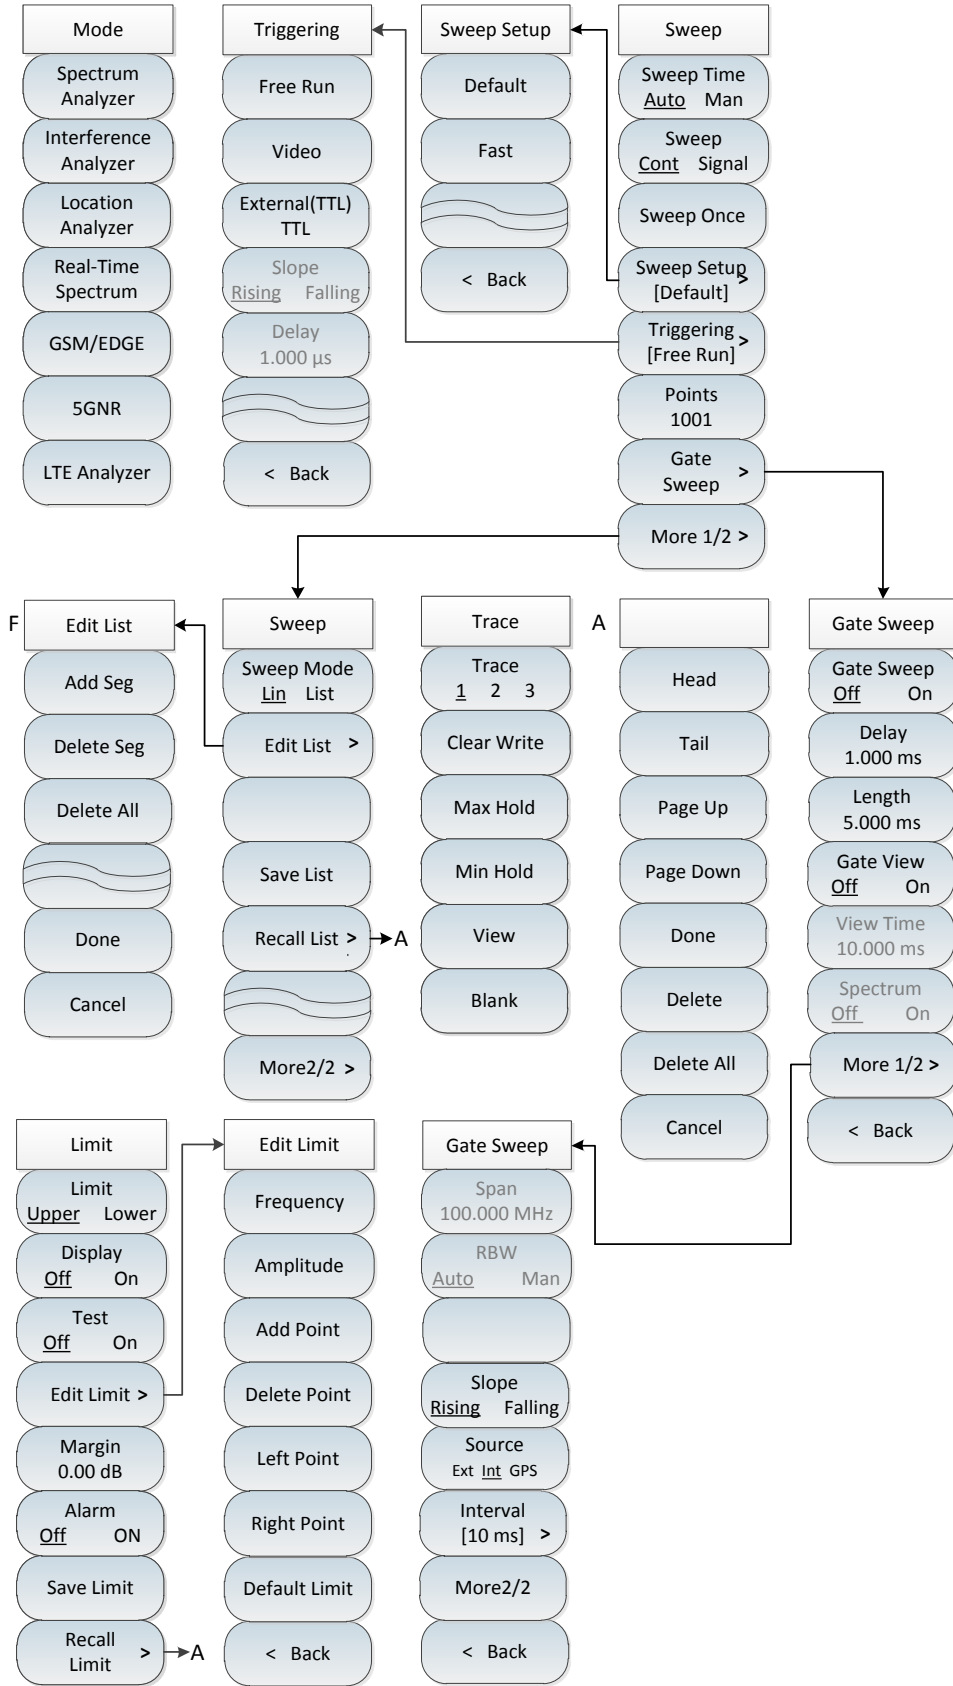 Mode
Spectrum
Analyzer
Interference
Analyzer
Location
Analyzer
Real-Time
Spectrum
GSM/EDGE
5GNR
LTE Analyzer
Triggering
Free Run
Video
External(TTL)
TTL
Slope
Rising Falling
Delay
1.000 μs
< Back
Sweep Setup
Default
Fast
< Back
Sweep
Sweep Time
Auto Man
Sweep
Cont Signal
Sweep Once
Sweep Setup
[Default] >
Triggering
[Free Run] >
Points
1001
Gate
Sweep >
More 1/2 >
F
Edit List
Add Seg
Delete Seg
Delete All
Done
Cancel
Sweep
Sweep Mode
Lin List
Edit List >
Save List
Recall List > A
More2/2 >
Trace
Trace
1 2 3
Clear Write
Max Hold
Min Hold
View
Blank
A
Head
Tail
Page Up
Page Down
Done
Delete
Delete All
Cancel
Gate Sweep
Gate Sweep
Off On
Delay
1.000 ms
Length
5.000 ms
Gate View
Off On
View Time
10.000 ms
Spectrum
Off On
More 1/2 >
< Back
Limit
Limit
Upper Lower
Display
Off On
Test
Off On
Edit Limit >
Margin
0.00 dB
Alarm
Off ON
Save Limit
Recall
Limit > A
Edit Limit
Frequency
Amplitude
Add Point
Delete Point
Left Point
Right Point
Default Limit
< Back
Gate Sweep
Span
100.000 MHz
RBW
Auto Man
Slope
Rising Falling
Source
Ext Int GPS
Interval
[10 ms] >
More2/2
< Back